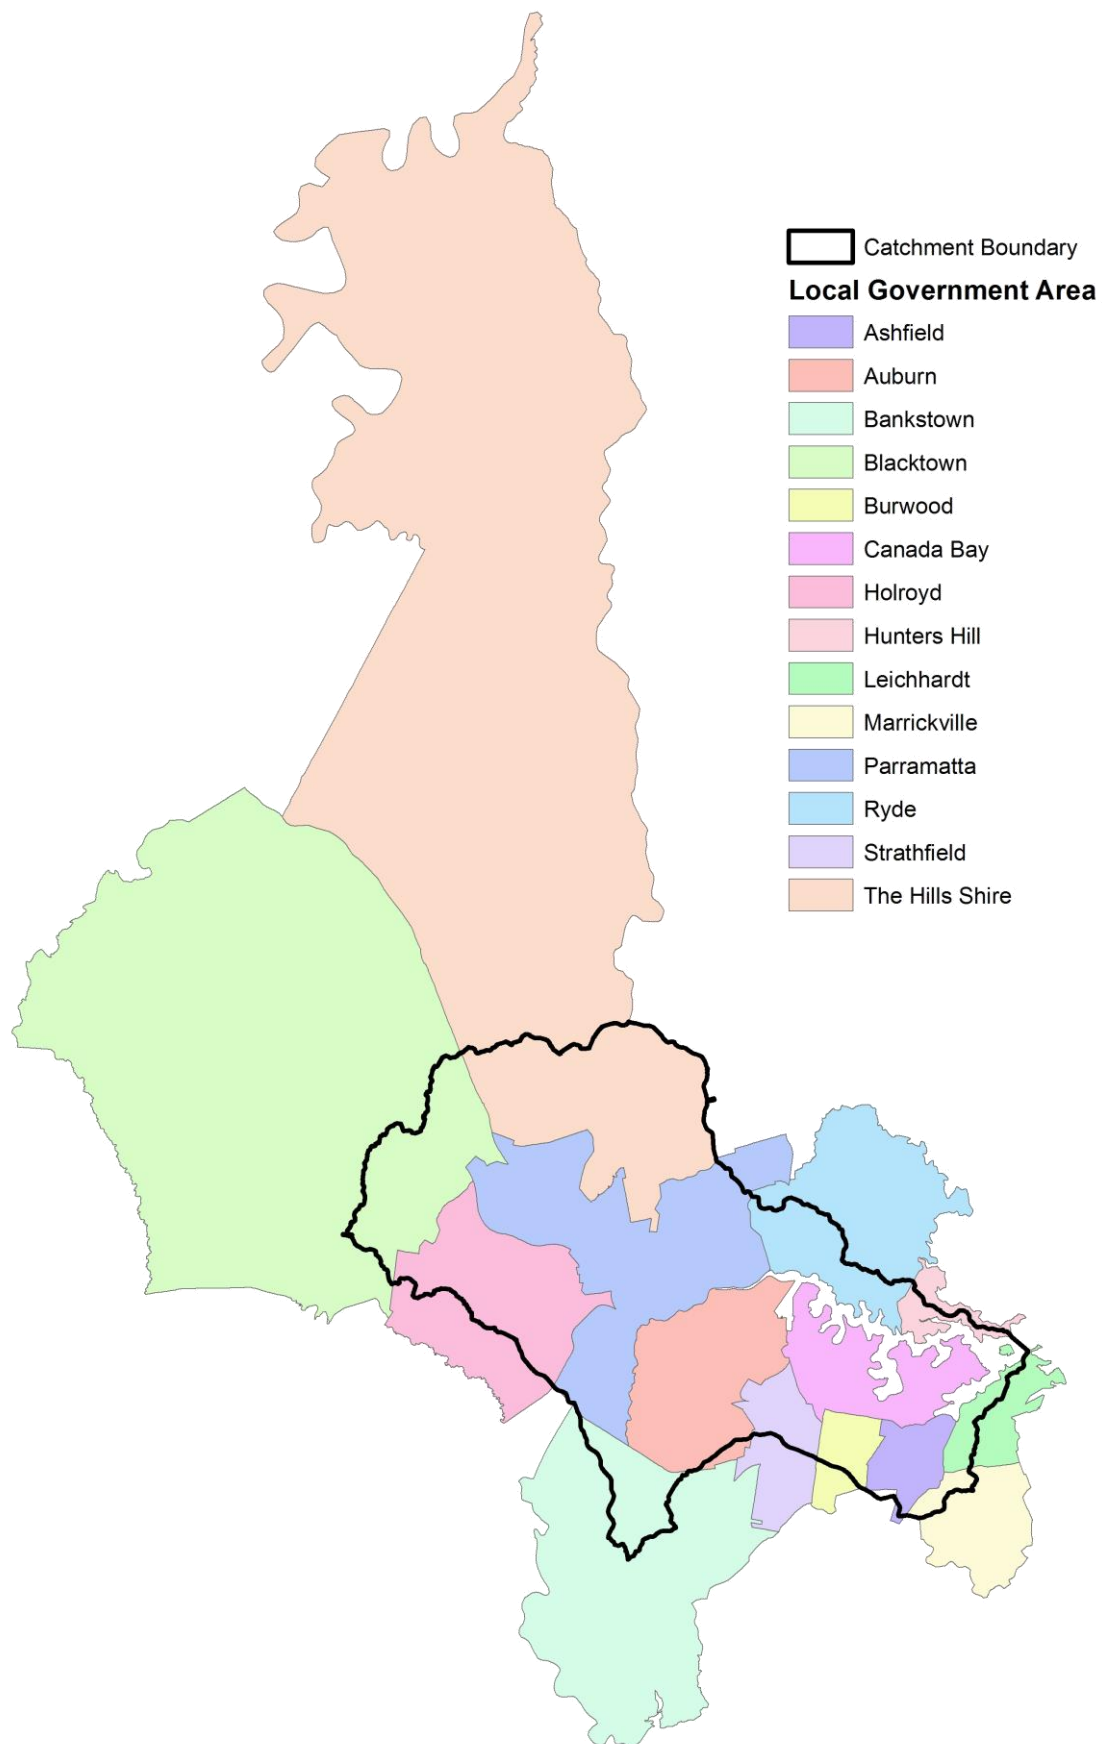 Catchment Boundary
Local Government Area
Ashfield
Auburn
Bankstown
Blacktown
Burwood
Canada Bay
Holroyd
Hunters Hill
Leichhardt
Marrickville
Parramatta
Ryde
Strathfield
The Hills Shire